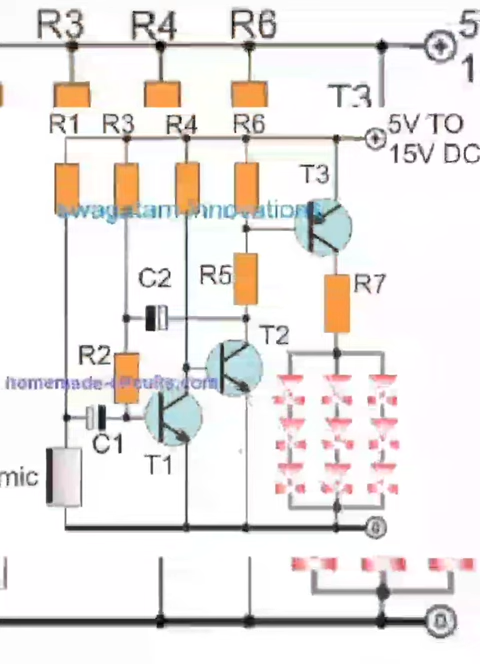 R3 R4 R6
5
1
T3
R1 R3 R4 R6
5V TO
15V DC
T3
swagatam innovations
C2
R5
R7
T2
R2
homemade-circuits.com
C1
mic
T1